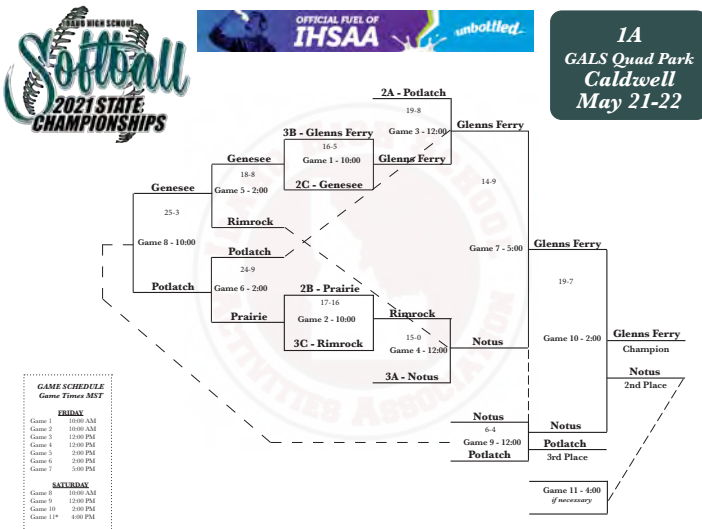 IDAHO HIGH SCHOOL
Softball
2021 STATE
CHAMPIONSHIPS
OFFICIAL FUEL OF
IHSAA
unbottled.
1A
GALS Quad Park
Caldwell
May 21-22
2A - Potlatch
19-8
Game 3 - 12:00
Glenns Ferry
3B - Glenns Ferry
16-5
Game 1 - 10:00
Glenns Ferry
2C - Genesee
Genesee
18-8
Game 5 - 2:00
Rimrock
Genesee
25-3
Game 8 - 10:00
Potlatch
Potlatch
24-9
Game 6 - 2:00
Prairie
2B - Prairie
17-16
Game 2 - 10:00
3C - Rimrock
Rimrock
15-0
Game 4 - 12:00
3A - Notus
Notus
14-9
Game 7 - 5:00
Glenns Ferry
19-7
Game 10 - 2:00
Glenns Ferry
Champion
Notus
2nd Place
Notus
6-4
Game 9 - 12:00
Potlatch
Notus
Potlatch
3rd Place
Game 11 - 4:00
if necessary
GAME SCHEDULE
Game Times MST
FRIDAY
Game 1 10:00 AM
Game 2 10:00 AM
Game 3 12:00 PM
Game 4 12:00 PM
Game 5 2:00 PM
Game 6 2:00 PM
Game 7 5:00 PM
SATURDAY
Game 8 10:00 AM
Game 9 12:00 PM
Game 10 2:00 PM
Game 11* 4:00 PM
IDAHO HIGH SCHOOL
ACTIVITIES ASSOCIATION